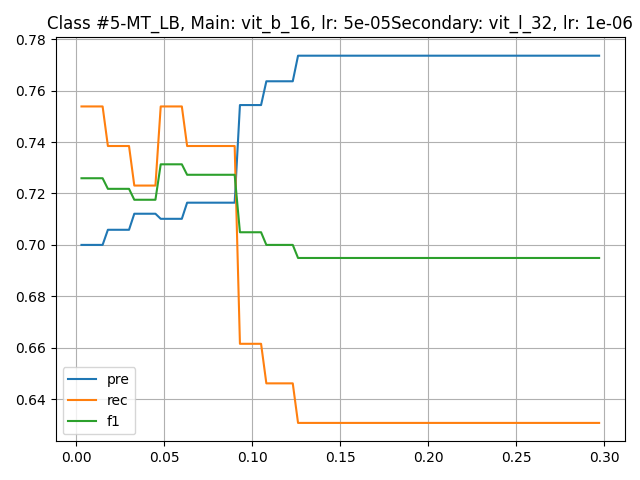 Class #5-MT_LB, Main: vit_b_16, lr: 5e-05Secondary: vit_l_32, lr: 1e-06
0.78
0.76
0.74
0.72
0.70
0.68
0.66
0.64
pre
rec
f1
0.00 0.05 0.10 0.15 0.20 0.25 0.30